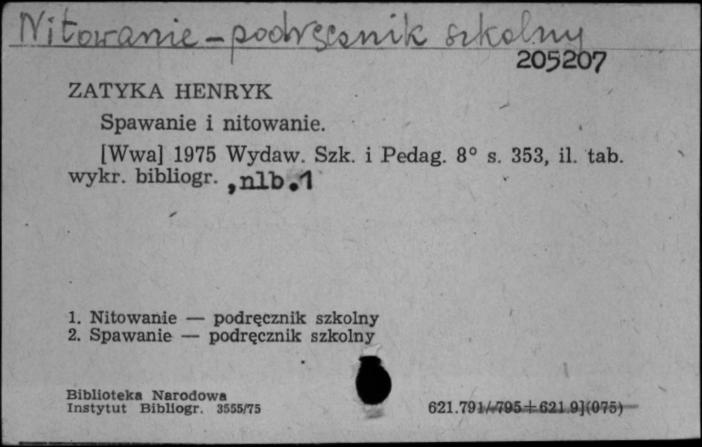 Nitowanie – podręcznik szkolny
205207
ZATYKA HENRYK
Spawanie i nitowanie.
[Wwa] 1975 Wydaw. Szk. i Pedag. 8° s. 353, il. tab.
wykr. bibliogr. , nlb. 1
1. Nitowanie — podręcznik szkolny
2. Spawanie — podręcznik szkolny
Biblioteka Narodowa
Instytut Bibliogr. 3555/75
621.791/795+621.9](075)